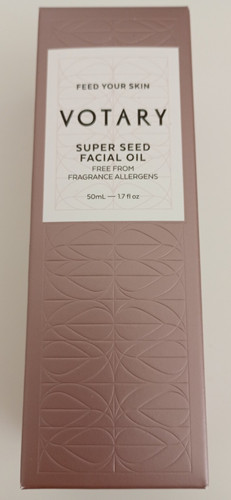 FEED YOUR SKIN
VOTARY
SUPER SEED
FACIAL OIL
FREE FROM
FRAGRANCE ALLERGENS
50mL — 1.7 fl oz